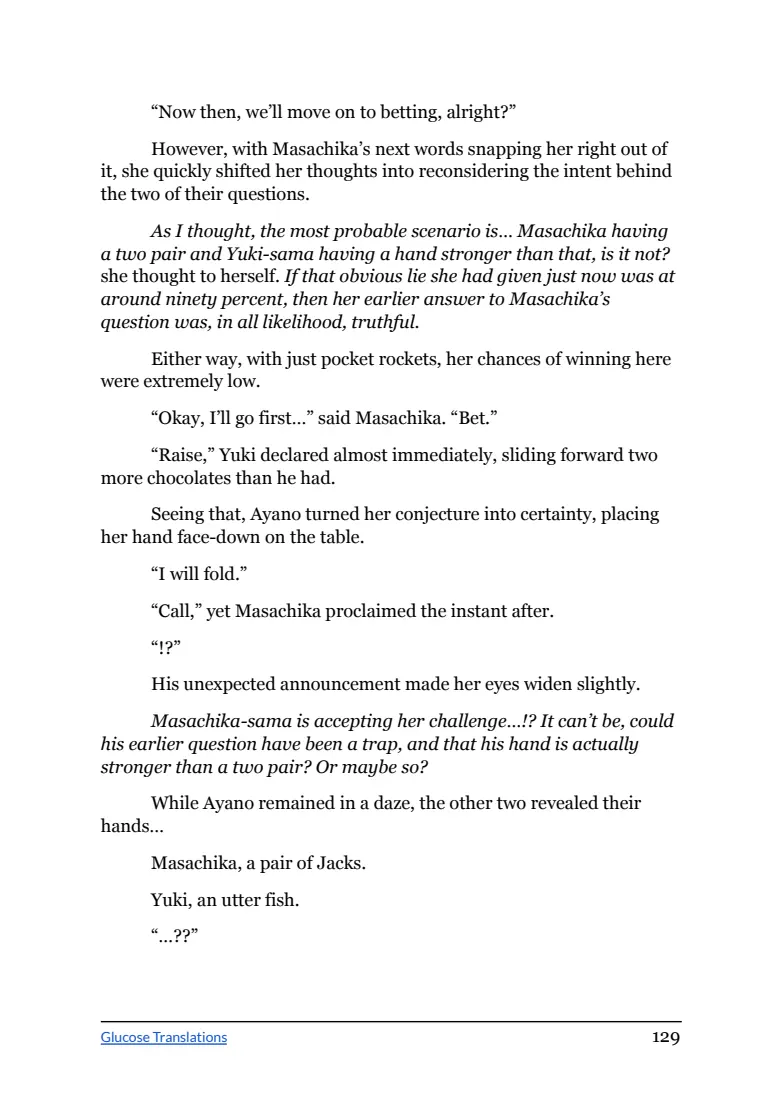 “Now then, we’ll move on to betting, alright?”
However, with Masachika’s next words snapping her right out of
it, she quickly shifted her thoughts into reconsidering the intent behind
the two of their questions.
As I thought, the most probable scenario is… Masachika having
a two pair and Yuki-sama having a hand stronger than that, is it not?
she thought to herself. If that obvious lie she had given just now was at
around ninety percent, then her earlier answer to Masachika’s
question was, in all likelihood, truthful.
Either way, with just pocket rockets, her chances of winning here
were extremely low.
“Okay, I’ll go first…” said Masachika. “Bet.”
“Raise,” Yuki declared almost immediately, sliding forward two
more chocolates than he had.
Seeing that, Ayano turned her conjecture into certainty, placing
her hand face-down on the table.
“I will fold.”
“Call,” yet Masachika proclaimed the instant after.
“!?”
His unexpected announcement made her eyes widen slightly.
Masachika-sama is accepting her challenge…!? It can’t be, could
his earlier question have been a trap, and that his hand is actually
stronger than a two pair? Or maybe so?
While Ayano remained in a daze, the other two revealed their
hands…
Masachika, a pair of Jacks.
Yuki, an utter fish.
“…??”
Glucose Translations 129